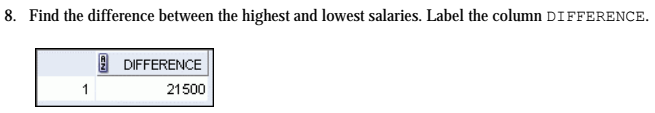 8. Find the difference between the highest and lowest salaries. Label the column DIFFERENCE.
DIFFERENCE
1 21500